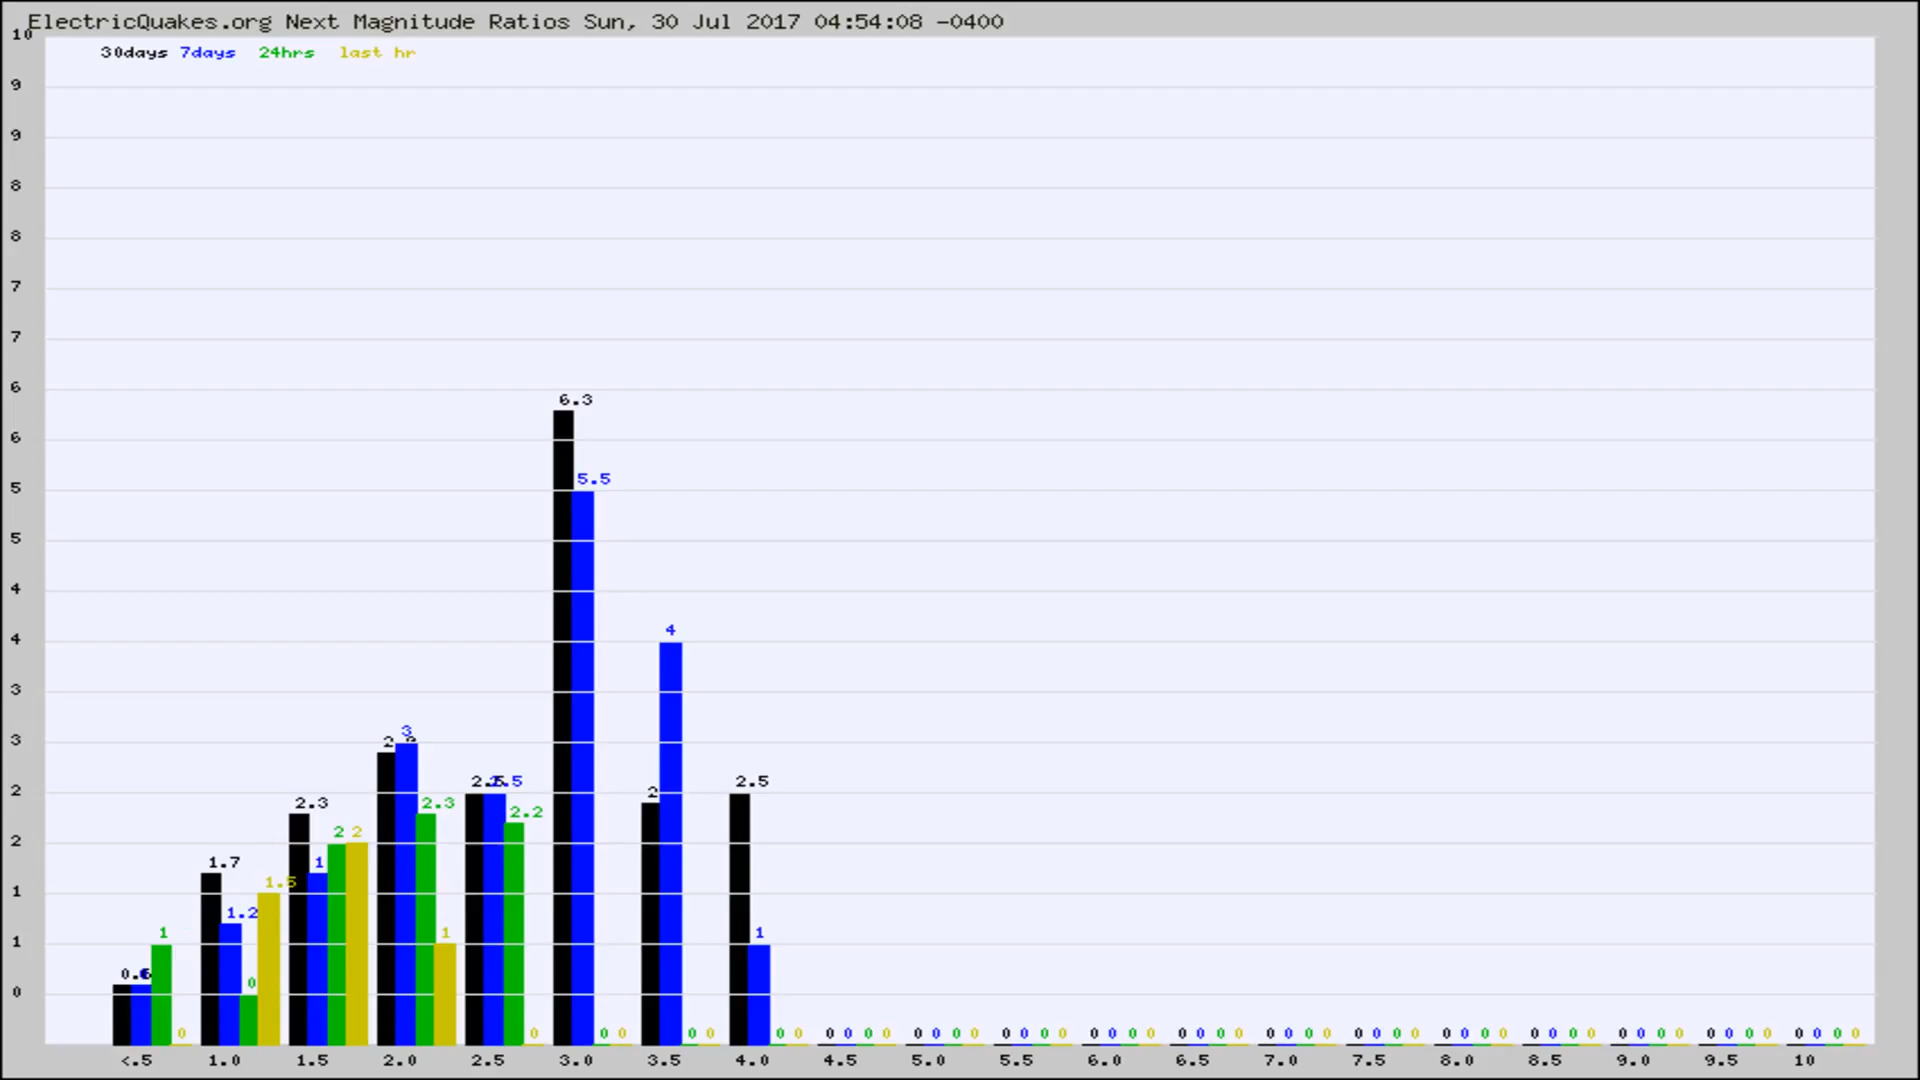 ElectricQuakes.org Next Magnitude Ratios Sun, 30 Jul 2017 04:54:08 -0400
10
30days 7days 24hrs last hr
9
9
8
8
7
7
6
6.3
6
5.5
5
5
4
4 4
3
3 2 3
2 2.5 .5 2 2.5
2.3 2.3 2.2
2 2 2
1.7 1
1 1.5
1.2
1 1 1 1
0.6
0 0
0 0 0 0 0 0 0 0 0 0 0 0 0 0 0 0 0 0 0 0 0 0 0 0 0 0 0 0 0 0 0 0 0 0 0 0 0 0 0 0 0 0 0 0 0 0 0 0 0 0 0 0 0 0 0 0
<.5 1.0 1.5 2.0 2.5 3.0 3.5 4.0 4.5 5.0 5.5 6.0 6.5 7.0 7.5 8.0 8.5 9.0 9.5 10